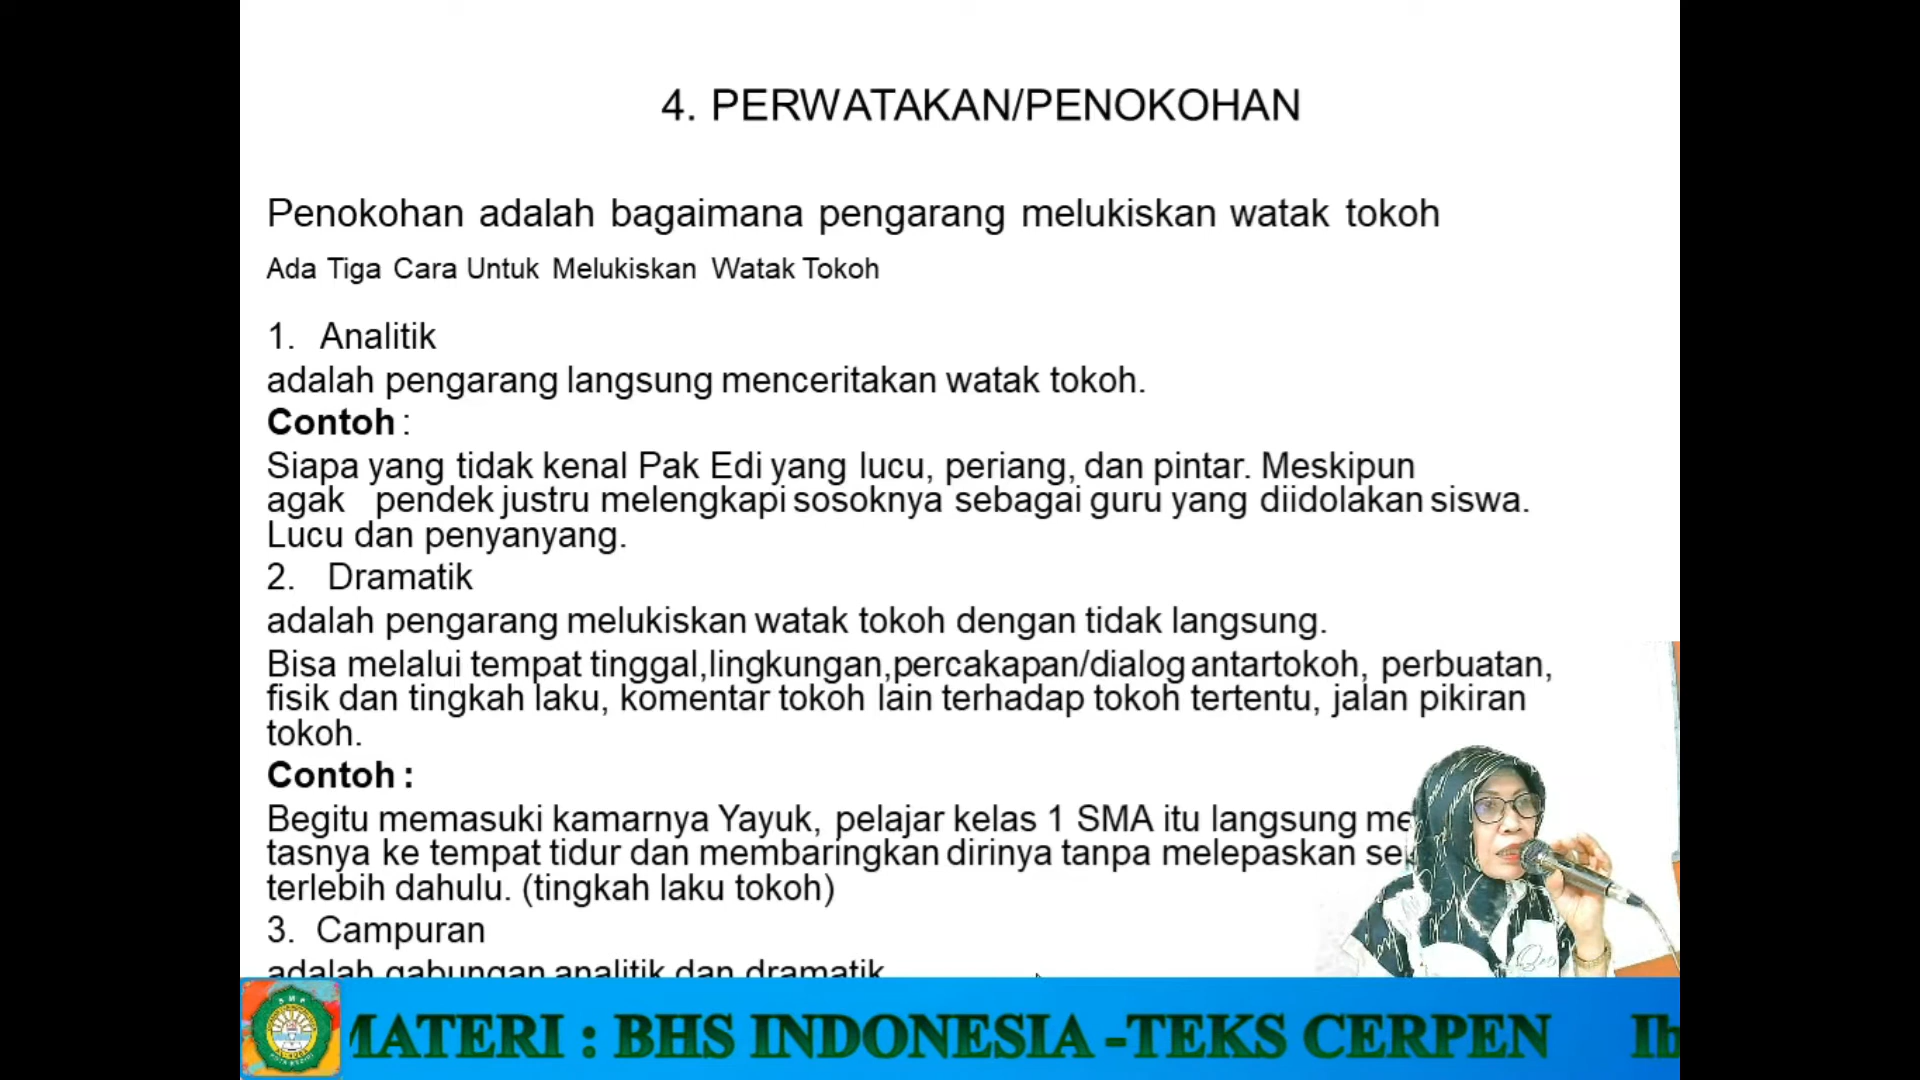 4. PERWATAKAN/PENOKOHAN
Penokohan adalah bagaimana pengarang melukiskan watak tokoh
Ada Tiga Cara Untuk Melukiskan Watak Tokoh
1. Analitik
adalah pengarang langsung menceritakan watak tokoh.
Contoh :
Siapa yang tidak kenal Pak Edi yang lucu, periang, dan pintar. Meskipun
agak pendek justru melengkapi sosoknya sebagai guru yang diidolakan siswa.
Lucu dan penyanyang.
2. Dramatik
adalah pengarang melukiskan watak tokoh dengan tidak langsung.
Bisa melalui tempat tinggal,lingkungan,percakapan/dialog antartokoh, perbuatan,
fisik dan tingkah laku, komentar tokoh lain terhadap tokoh tertentu, jalan pikiran
tokoh.
Contoh :
Begitu memasuki kamarnya Yayuk, pelajar kelas 1 SMA itu langsung
tasnya ke tempat tidur dan membaringkan dirinya tanpa melepaskan
terlebih dahulu. (tingkah laku tokoh)
3. Campuran
adalah gabungan analitik dan dramatik
MATERI : BHS INDONESIA -TEKS CERPEN